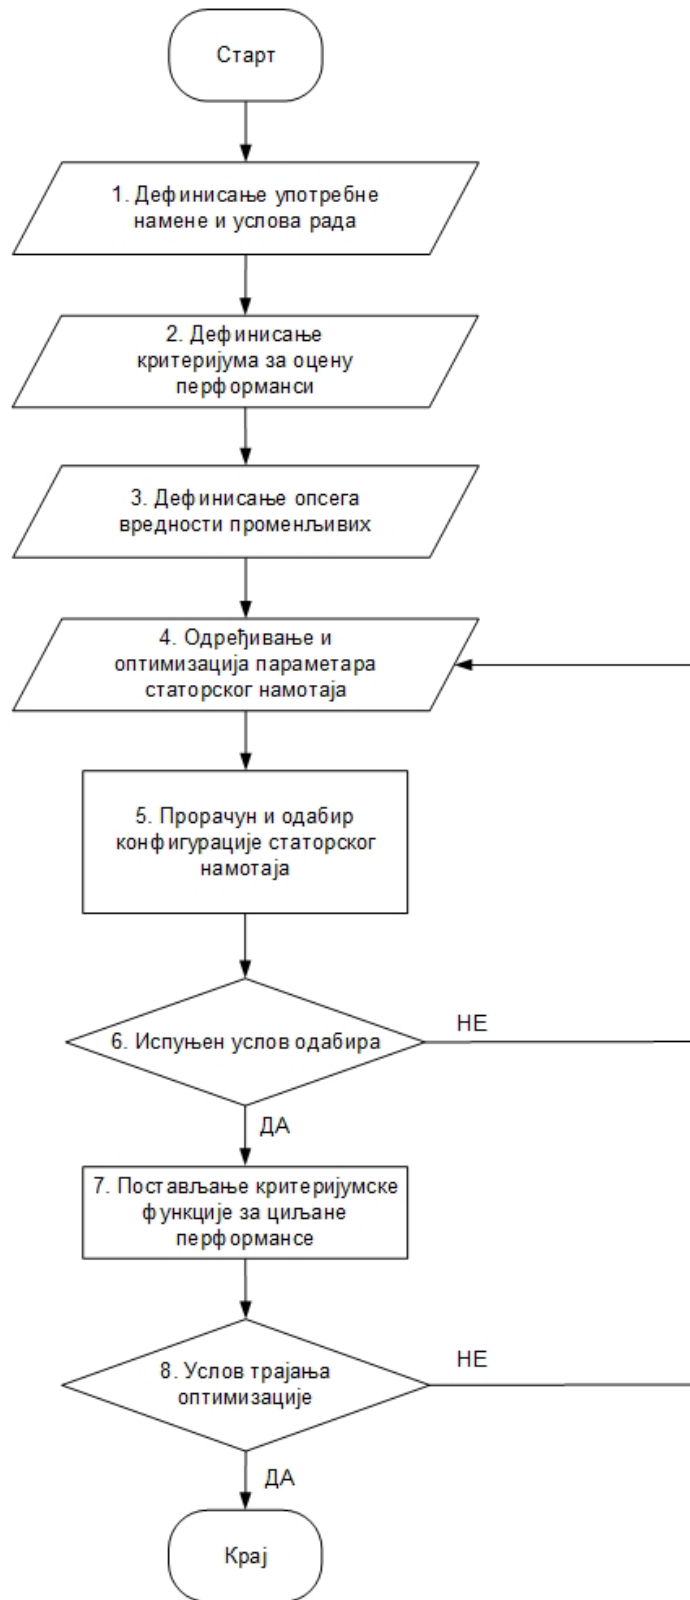 Старт
1. Дефинисање употребне
намене и услова рада
2. Дефинисање
критеријума за оцену
перформанси
3. Дефинисање опсега
вредности променљивих
4. Одређивање и
оптимизација параметара
статорског намотаја
5. Прорачун и одабир
конфигурације статорског
намотаја
6. Испуњен услов одабира
НЕ
ДА
7. Постављање критеријумске
функције за циљане
перформансе
8. Услов трајања
оптимизације
НЕ
ДА
Крај